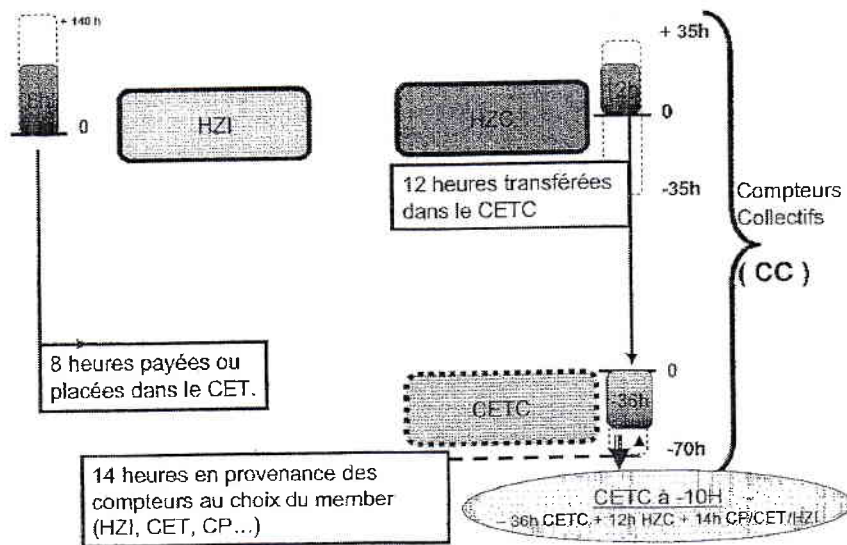 + 140 h
+ 35h
12h
0
0
HZI
HZC
-35h
12 heures transférées
dans le CETC
Compteurs
Collectifs
( CC )
8 heures payées ou
placées dans le CET.
0
CETC
-36h
-70h
14 heures en provenance des
compteurs au choix du member
(HZI, CET, CP...)
CETC à -10H
– 36h CETC + 12h HZC + 14h CP/CET/HZI